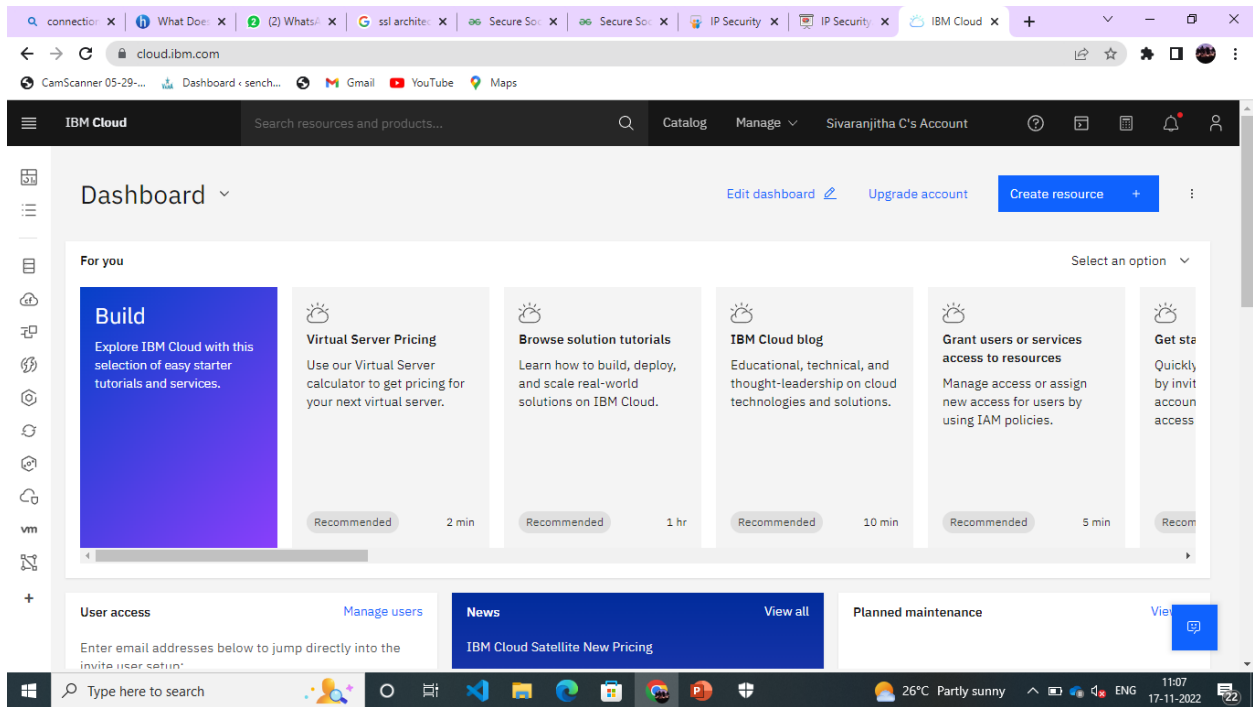 connection
What Does
(2) WhatsA
ssl architec
Secure Soc
Secure Soc
IP Security
IP Security
IBM Cloud
cloud.ibm.com
CamScanner 05-29-...
Dashboard ‹ sench...
Gmail
YouTube
Maps
IBM Cloud
Search resources and products...
Catalog
Manage
Sivaranjitha C's Account
Dashboard
Edit dashboard
Upgrade account
Create resource +
For you
Select an option
Build
Explore IBM Cloud with this
selection of easy starter
tutorials and services.
Virtual Server Pricing
Use our Virtual Server
calculator to get pricing for
your next virtual server.
Recommended 2 min
Browse solution tutorials
Learn how to build, deploy,
and scale real-world
solutions on IBM Cloud.
Recommended 1 hr
IBM Cloud blog
Educational, technical, and
thought-leadership on cloud
technologies and solutions.
Recommended 10 min
Grant users or services
access to resources
Manage access or assign
new access for users by
using IAM policies.
Recommended 5 min
Get sta
Quickly
by invit
accoun
access
Recom
vm
User access
Manage users
Enter email addresses below to jump directly into the
invite user setup:
News
View all
IBM Cloud Satellite New Pricing
Planned maintenance
Type here to search
26°C Partly sunny
ENG
11:07
17-11-2022
22